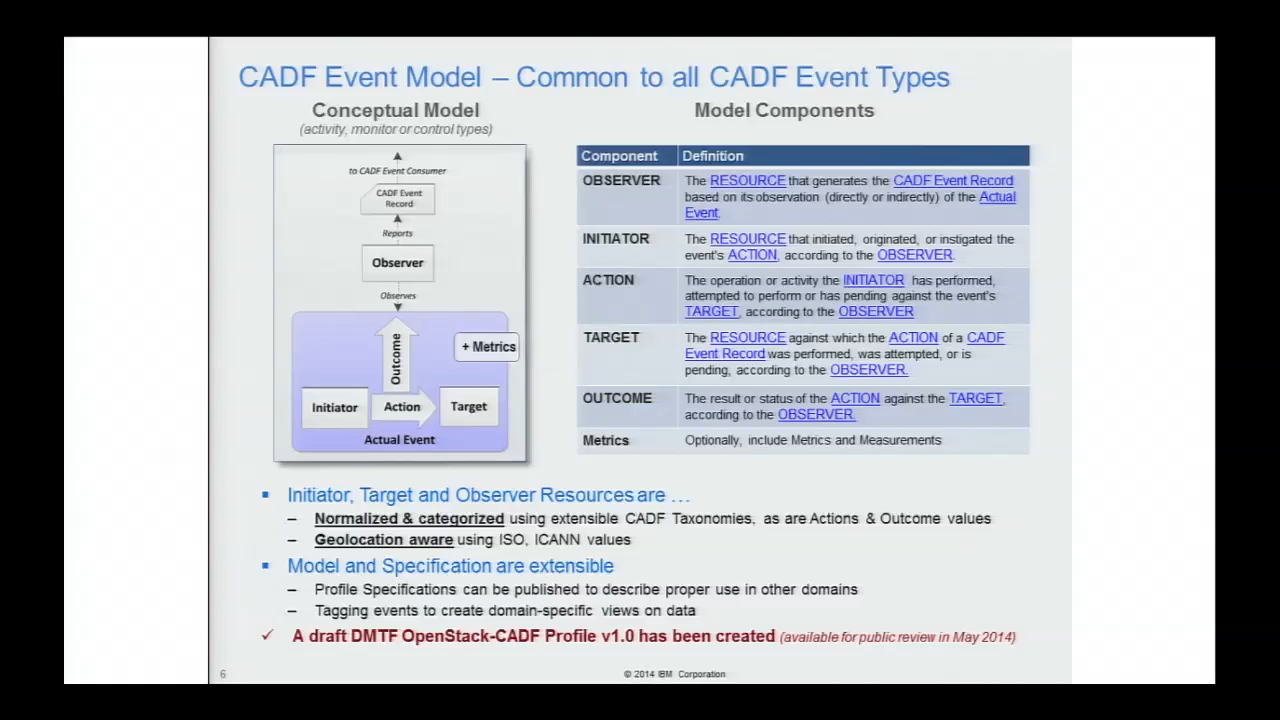 CADF Event Model – Common to all CADF Event Types
Conceptual Model
(activity, monitor or control types)
to CADF Event Consumer
CADF Event
Record
Reports
Observer
Observes
Outcome
+ Metrics
Initiator
Action
Target
Actual Event
Model Components
Component Definition
OBSERVER The RESOURCE that generates the CADF Event Record
based on its observation (directly or indirectly) of the Actual
Event.
INITIATOR The RESOURCE that initiated, originated, or instigated the
event's ACTION, according to the OBSERVER.
ACTION The operation or activity the INITIATOR has performed,
attempted to perform or has pending against the event's
TARGET, according to the OBSERVER
TARGET The RESOURCE against which the ACTION of a CADF
Event Record was performed, was attempted, or is
pending, according to the OBSERVER.
OUTCOME The result or status of the ACTION against the TARGET,
according to the OBSERVER.
Metrics Optionally, include Metrics and Measurements
▪ Initiator, Target and Observer Resources are …
– Normalized & categorized using extensible CADF Taxonomies, as are Actions & Outcome values
– Geolocation aware using ISO, ICANN values
▪ Model and Specification are extensible
– Profile Specifications can be published to describe proper use in other domains
– Tagging events to create domain-specific views on data
✓ A draft DMTF OpenStack-CADF Profile v1.0 has been created (available for public review in May 2014)
6
© 2014 IBM Corporation